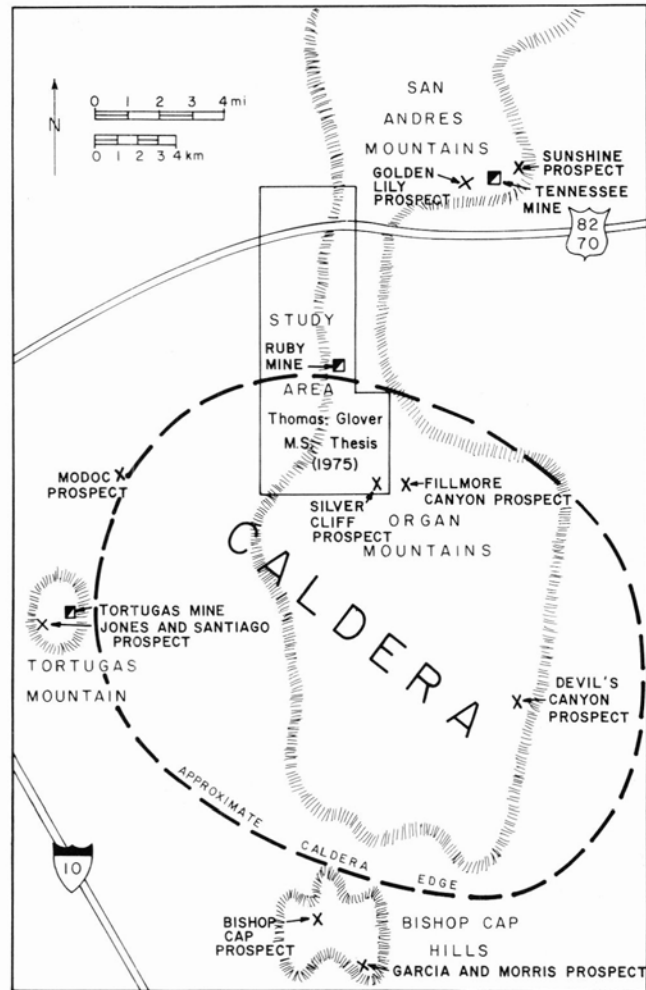 SAN
ANDRES
MOUNTAINS
0 1 2 3 4 mi
N
0 1 2 3 4 km
GOLDEN
LILY
PROSPECT
SUNSHINE
PROSPECT
TENNESSEE
MINE
82
70
STUDY
RUBY
MINE
AREA
Thomas Glover
M.S. Thesis
(1975)
MODOC
PROSPECT
SILVER
CLIFF
PROSPECT
FILLMORE
CANYON PROSPECT
ORGAN
MOUNTAINS
CALDERA
TORTUGAS MINE
JONES AND SANTIAGO
PROSPECT
TORTUGAS
MOUNTAIN
DEVIL'S
CANYON
PROSPECT
APPROXIMATE
CALDERA
EDGE
10
BISHOP
CAP
PROSPECT
BISHOP CAP
HILLS
GARCIA AND MORRIS PROSPECT